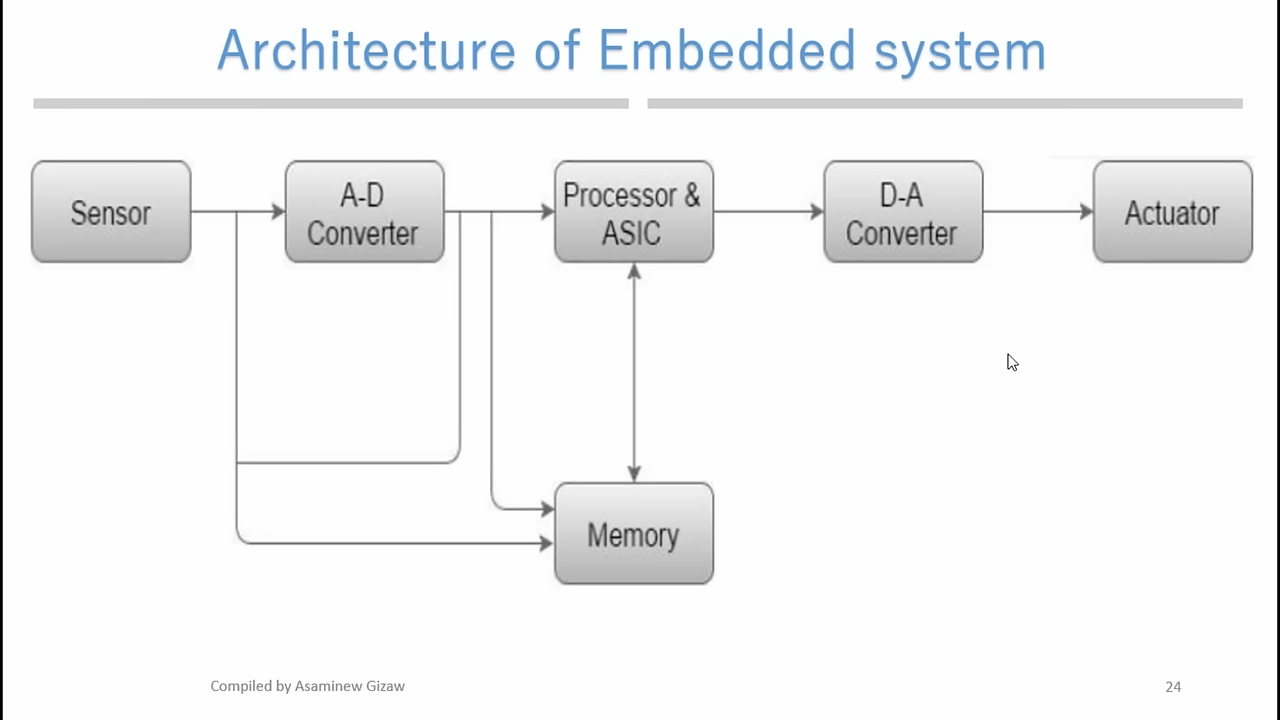 Architecture of Embedded system
Sensor
A-D
Converter
Processor &
ASIC
D-A
Converter
Actuator
Memory
Compiled by Asaminew Gizaw
24